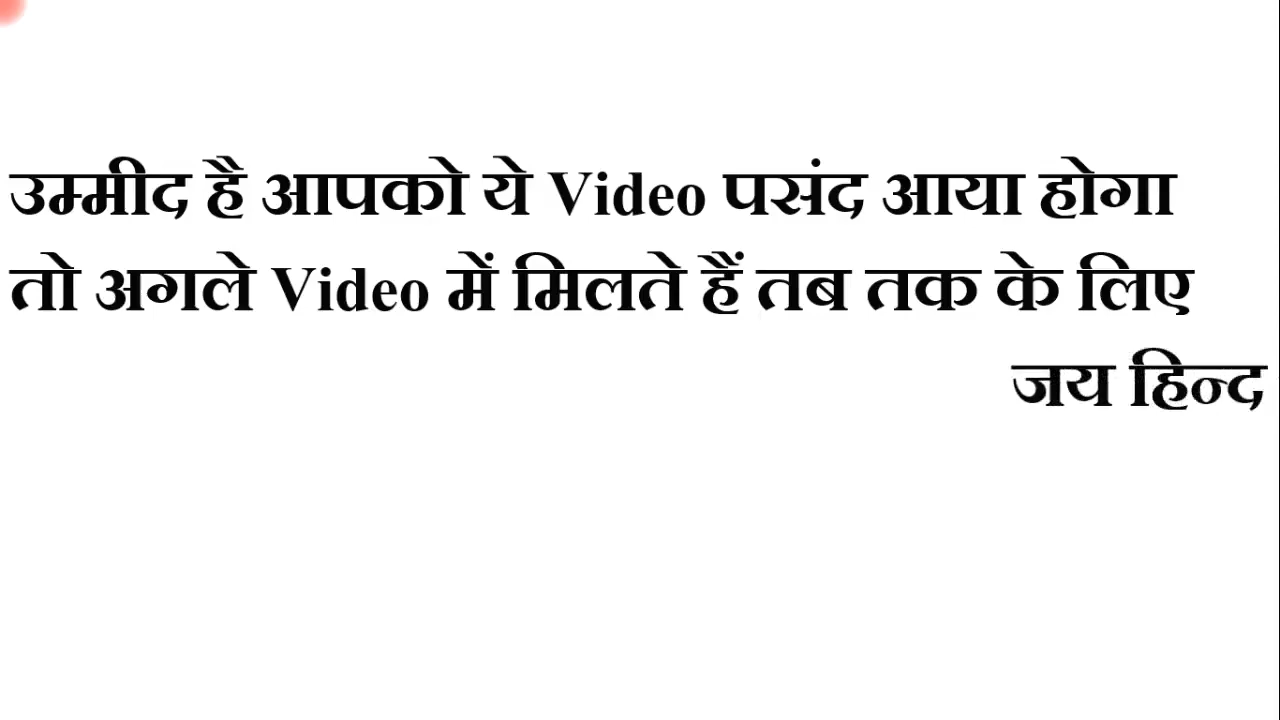 उम्मीद है आपको ये Video पसंद आया होगा
तो अगले Video में मिलते हैं तब तक के लिए
जय हिन्द